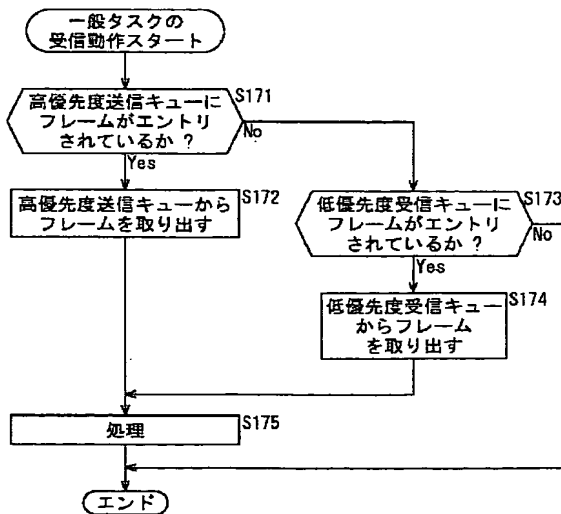 一般タスクの
受信動作スタート
高優先度送信キューに
フレームがエントリ
されているか？
S171
No
Yes
高優先度送信キューから
フレームを取り出す
S172
低優先度受信キューに
フレームがエントリ
されているか？
S173
No
Yes
低優先度受信キュー
からフレーム
を取り出す
S174
処理
S175
エンド